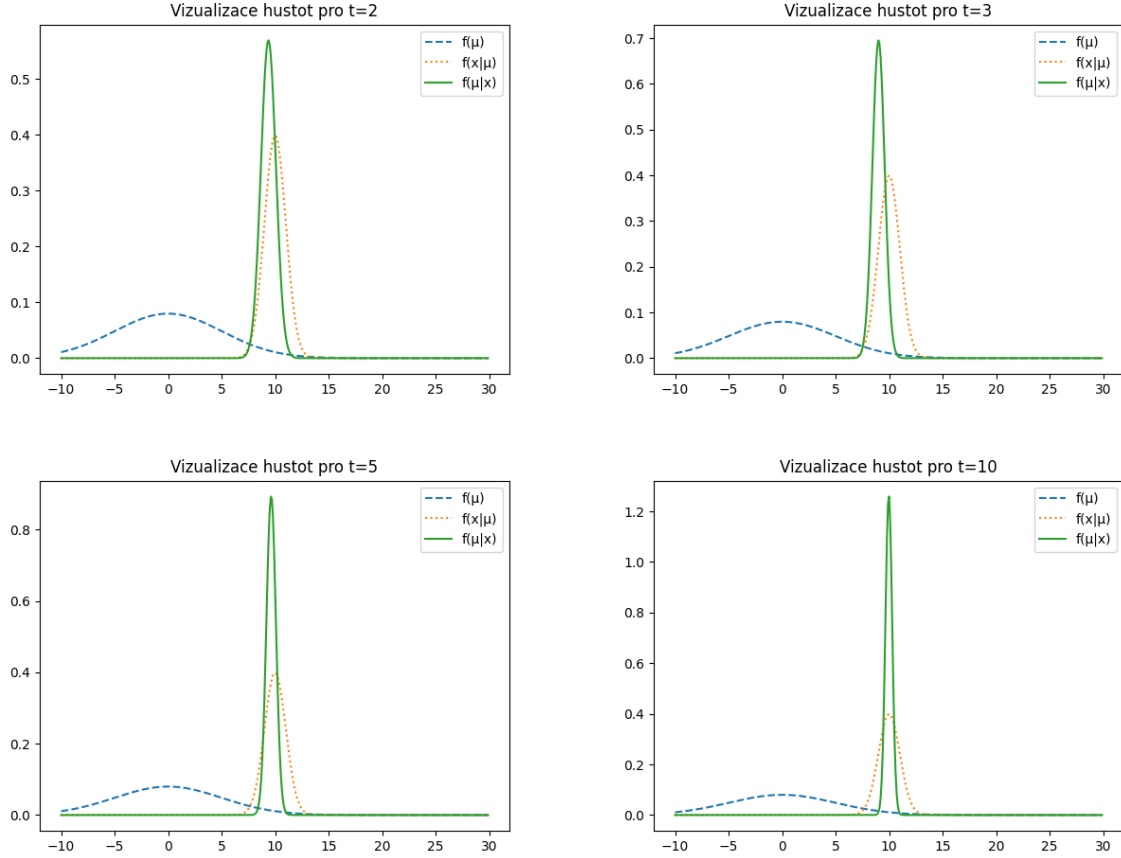 Vizualizace hustot pro t=2
f(μ)
f(x|μ)
f(μ|x)
0.5
0.4
0.3
0.2
0.1
0.0
−10 −5 0 5 10 15 20 25 30
Vizualizace hustot pro t=3
f(μ)
f(x|μ)
f(μ|x)
0.7
0.6
0.5
0.4
0.3
0.2
0.1
0.0
−10 −5 0 5 10 15 20 25 30
Vizualizace hustot pro t=5
f(μ)
f(x|μ)
f(μ|x)
0.8
0.6
0.4
0.2
0.0
−10 −5 0 5 10 15 20 25 30
Vizualizace hustot pro t=10
f(μ)
f(x|μ)
f(μ|x)
1.2
1.0
0.8
0.6
0.4
0.2
0.0
−10 −5 0 5 10 15 20 25 30